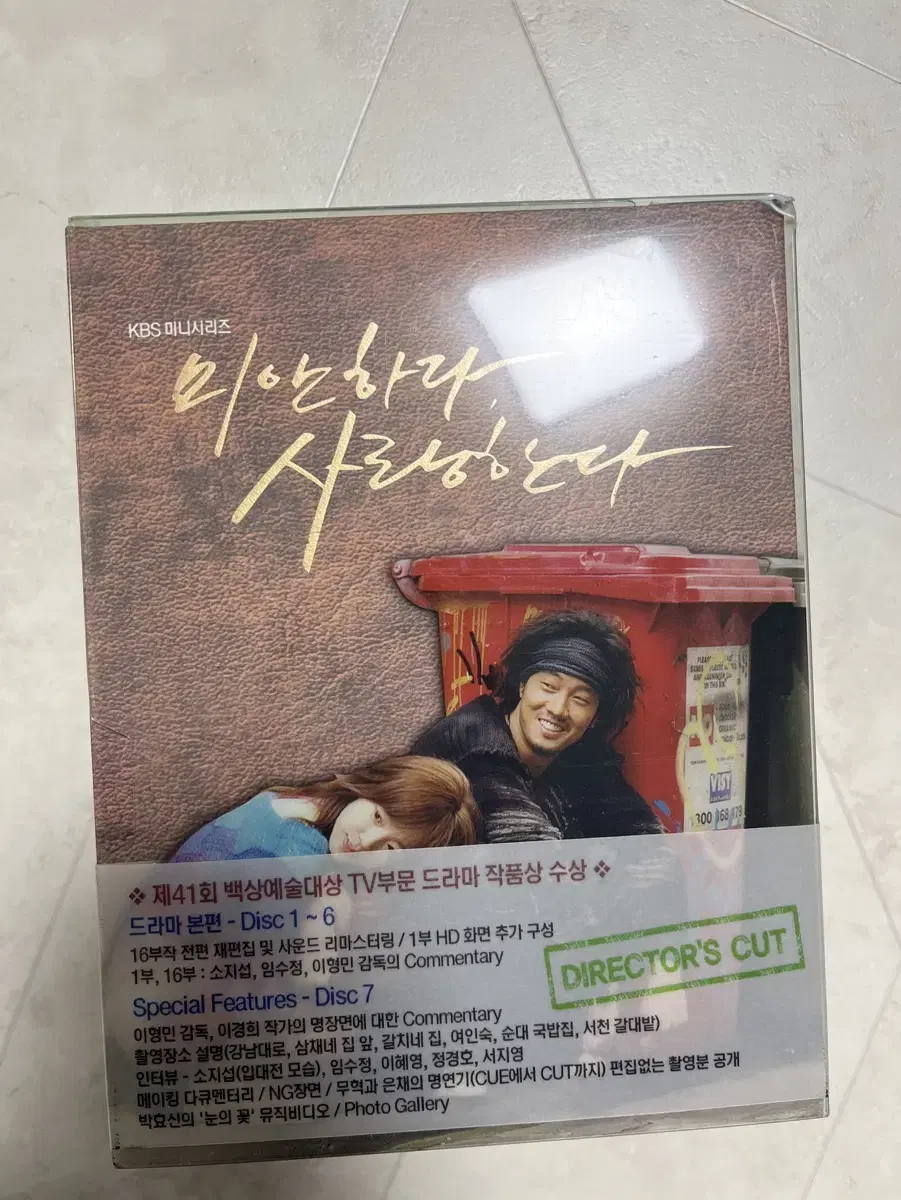 KBS 미니시리즈
미안하다,
사랑한다
VISY
❖ 제41회 백상예술대상 TV부문 드라마 작품상 수상 ❖
드라마 본편 - Disc 1 ~ 6
16부작 전편 재편집 및 사운드 리마스터링 / 1부 HD 화면 추가 구성
1부, 16부 : 소지섭, 임수정, 이형민 감독의 Commentary
DIRECTOR'S CUT
Special Features - Disc 7
이형민 감독, 이경희 작가의 명장면에 대한 Commentary
촬영장소 설명(강남대로, 삼채네 집 앞, 갈치네 집, 여인숙, 순대 국밥집, 서천 갈대밭)
인터뷰 - 소지섭(입대전 모습), 임수정, 이혜영, 정경호, 서지영
메이킹 다큐멘터리 / NG장면 / 무혁과 은채의 명연기(CUE에서 CUT까지) 편집없는 촬영분 공개
박효신의 '눈의 꽃' 뮤직비디오 / Photo Gallery